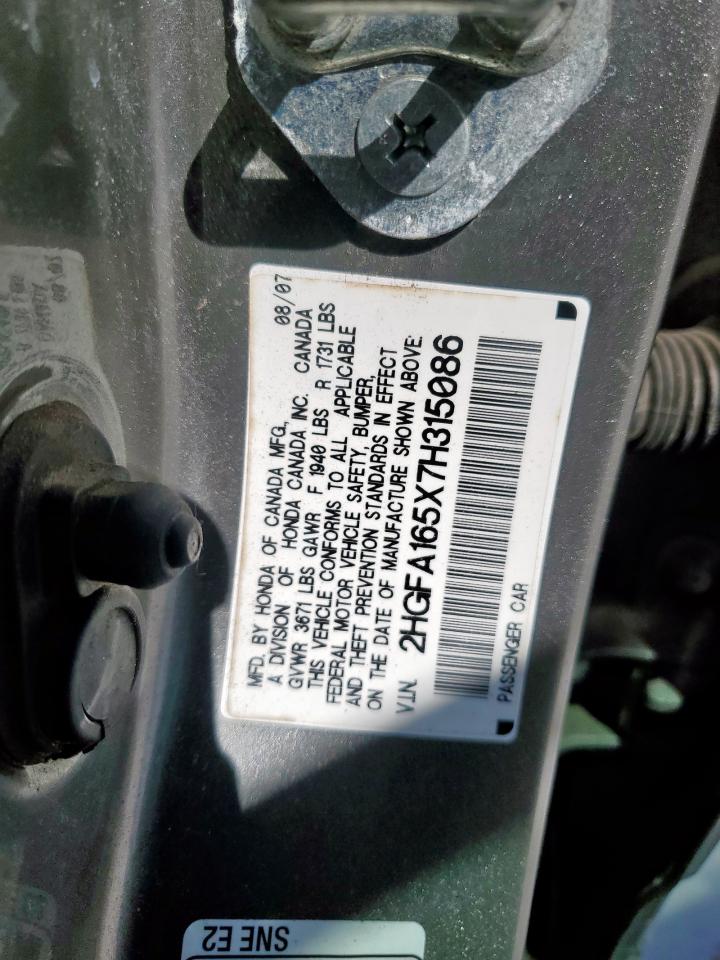 MFD. BY HONDA OF CANADA MFG., 08/07
A DIVISION OF HONDA CANADA INC. CANADA
GVWR 3671 LBS GAWR F 1940 LBS R 1731 LBS
THIS VEHICLE CONFORMS TO ALL APPLICABLE
FEDERAL MOTOR VEHICLE SAFETY, BUMPER,
AND THEFT PREVENTION STANDARDS IN EFFECT
ON THE DATE OF MANUFACTURE SHOWN ABOVE.
V.I.N. 2HGFA165X7H315086
PASSENGER CAR
SNE E2